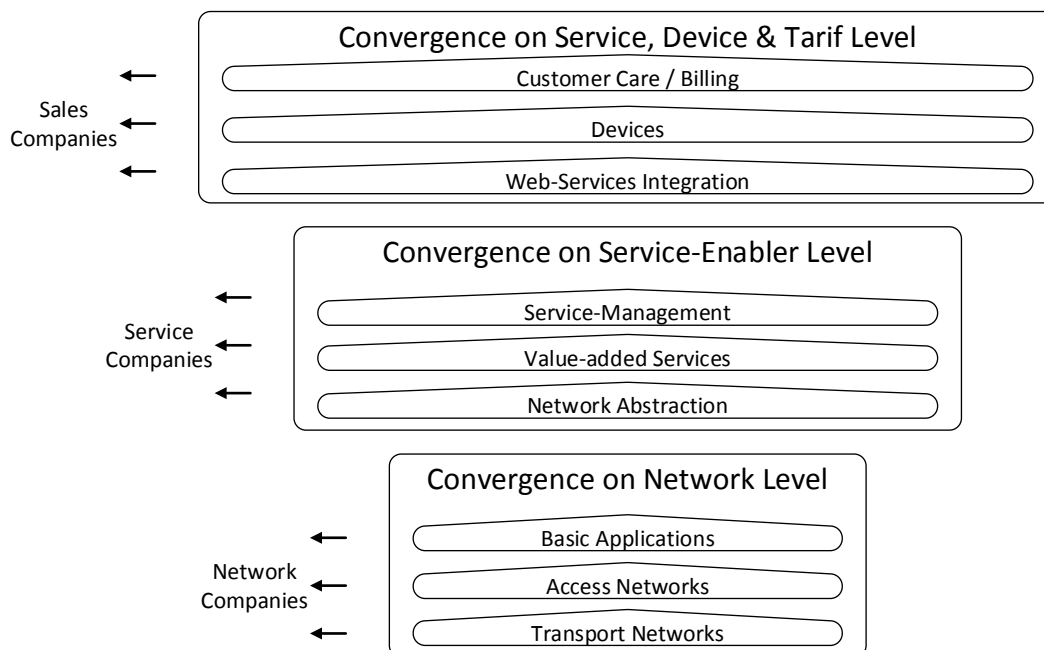 Convergence on Service, Device & Tarif Level
Customer Care / Billing
Sales
Companies
Devices
Web-Services Integration
Convergence on Service-Enabler Level
Service-Management
Service
Companies
Value-added Services
Network Abstraction
Convergence on Network Level
Basic Applications
Network
Companies
Access Networks
Transport Networks